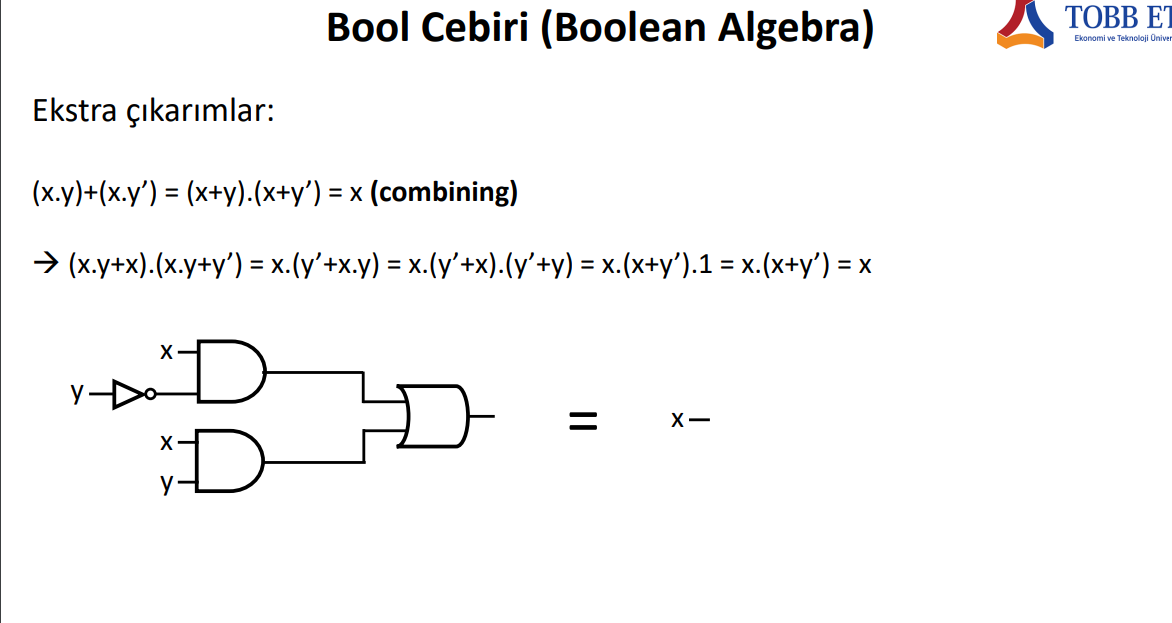 Bool Cebiri (Boolean Algebra)
TOBB ET
Ekonomi ve Teknoloji Üniver
Ekstra çıkarımlar:
(x.y)+(x.y’) = (x+y).(x+y’) = x (combining)
→ (x.y+x).(x.y+y’) = x.(y’+x.y) = x.(y’+x).(y’+y) = x.(x+y’).1 = x.(x+y’) = x
x
y
x
y
=
x